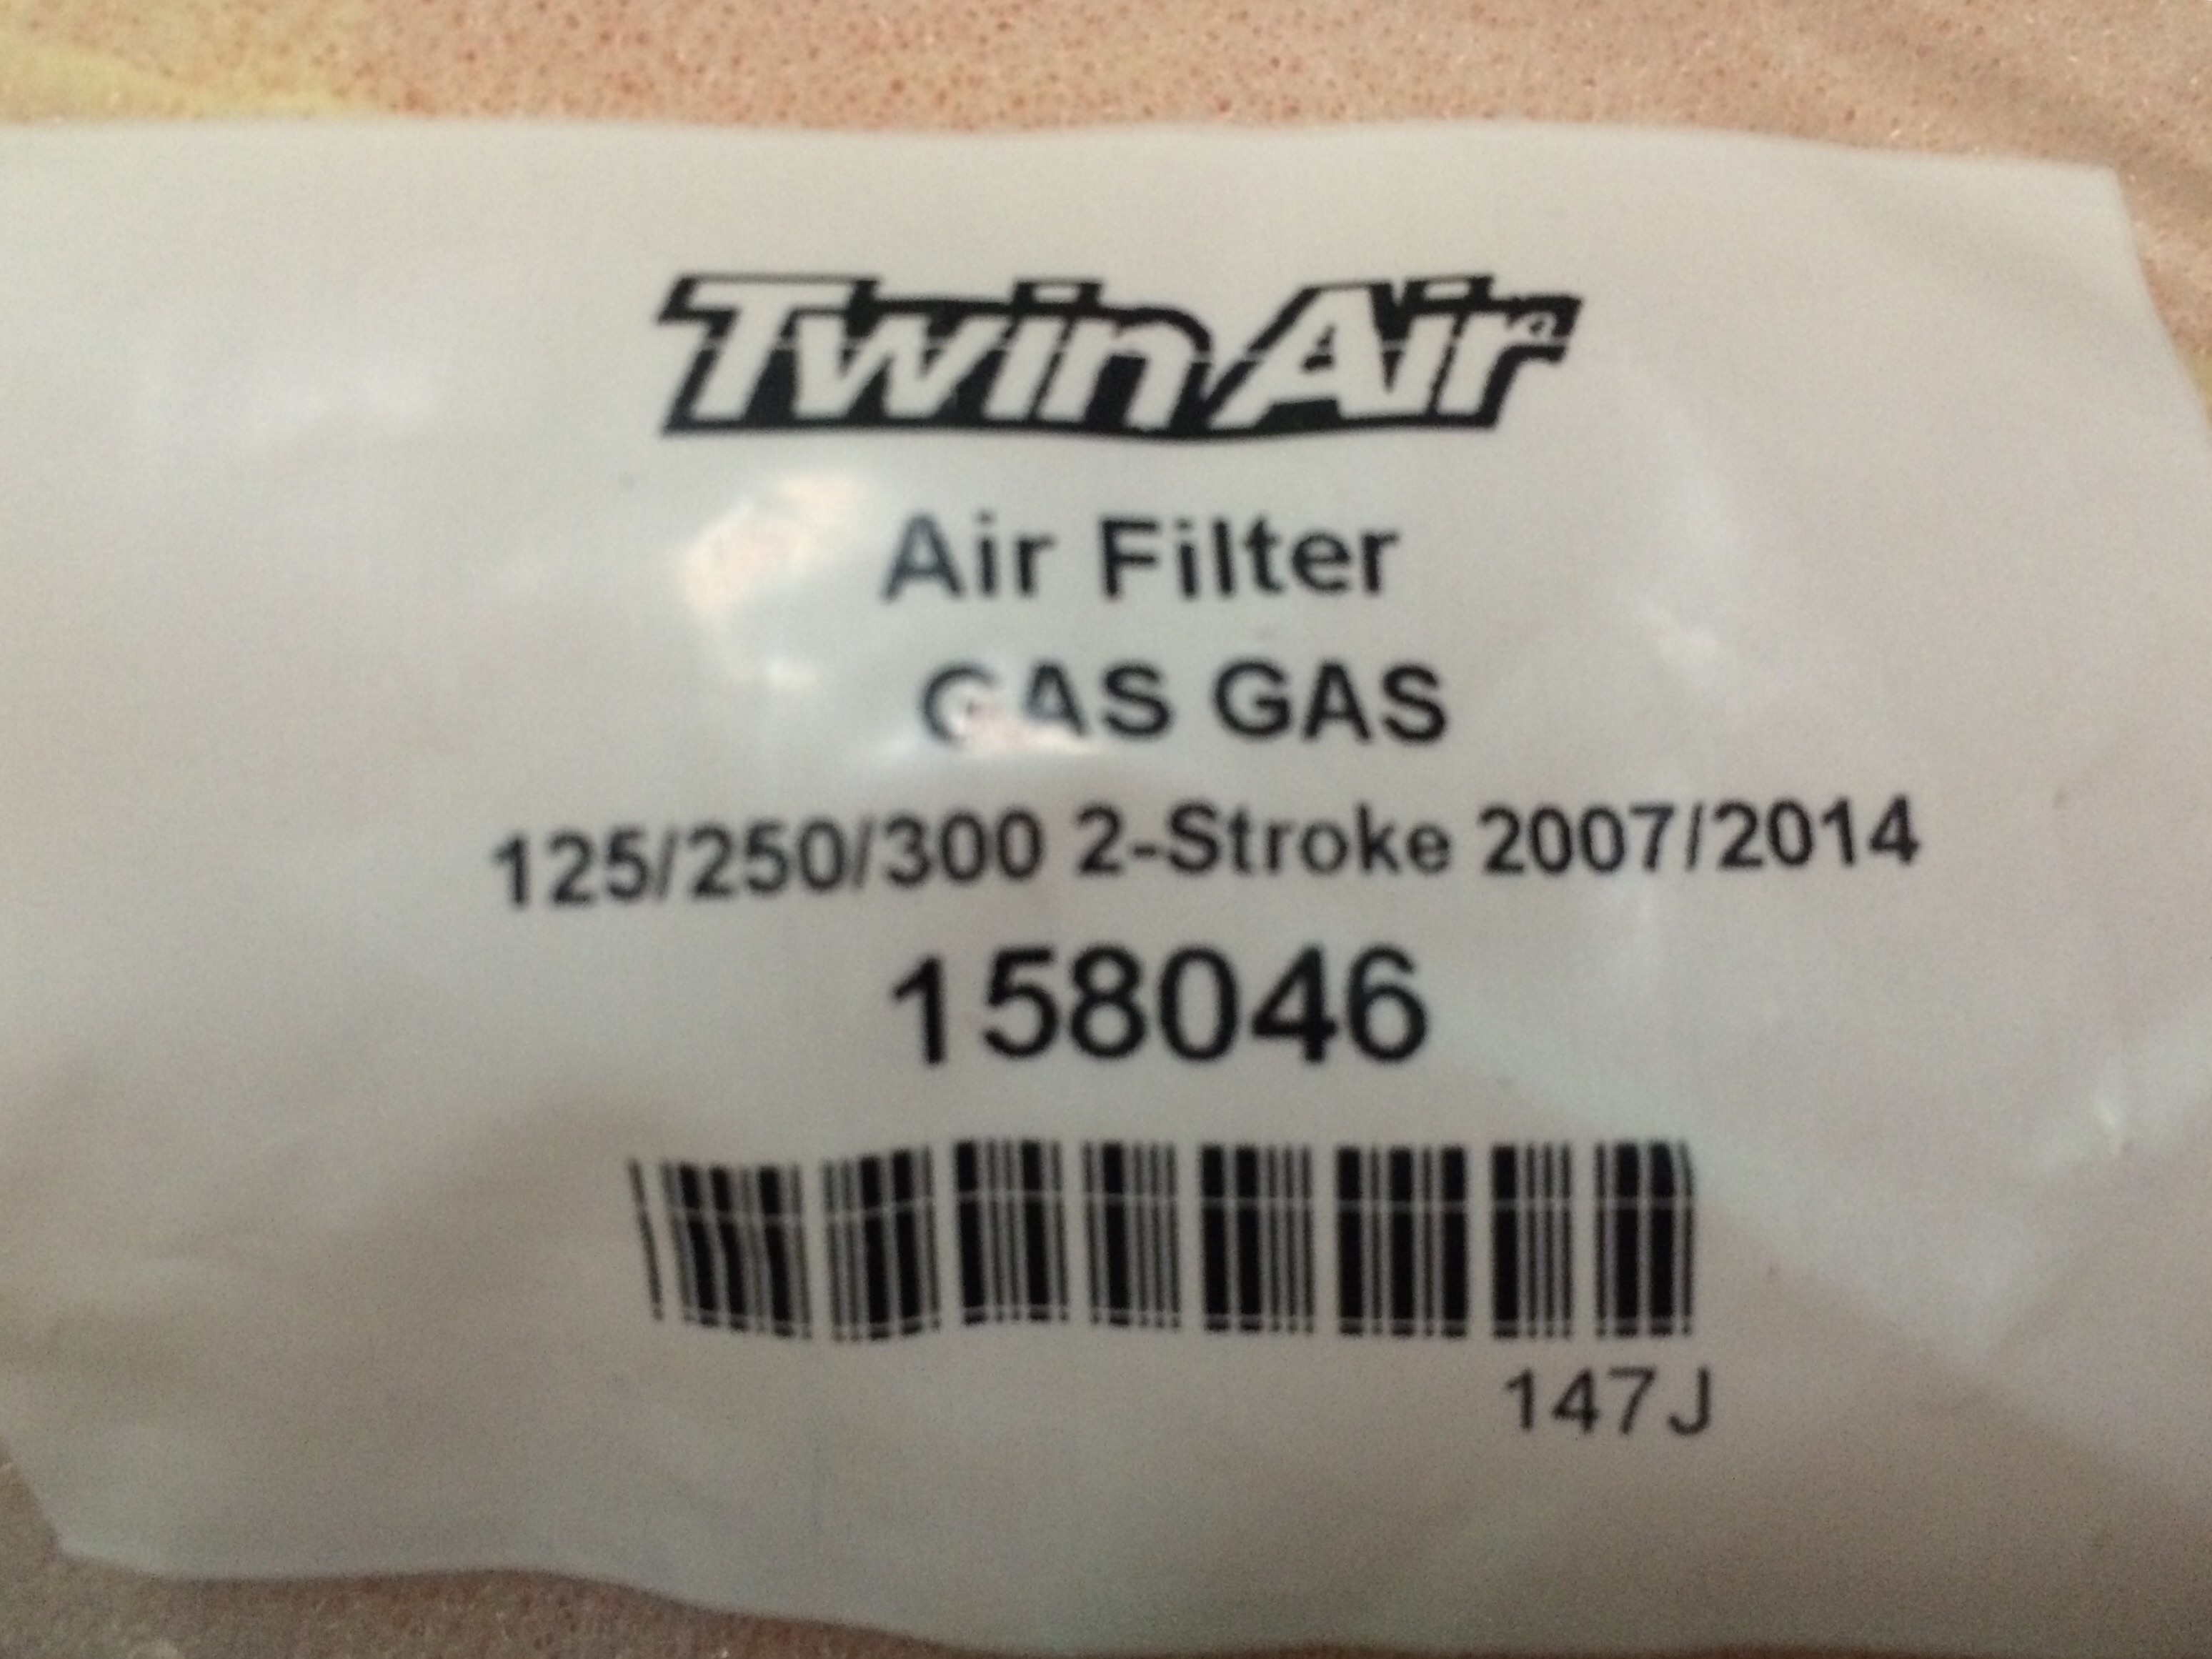 Twin Air
Air Filter
GAS GAS
125/250/300 2-Stroke 2007/2014
158046
147J